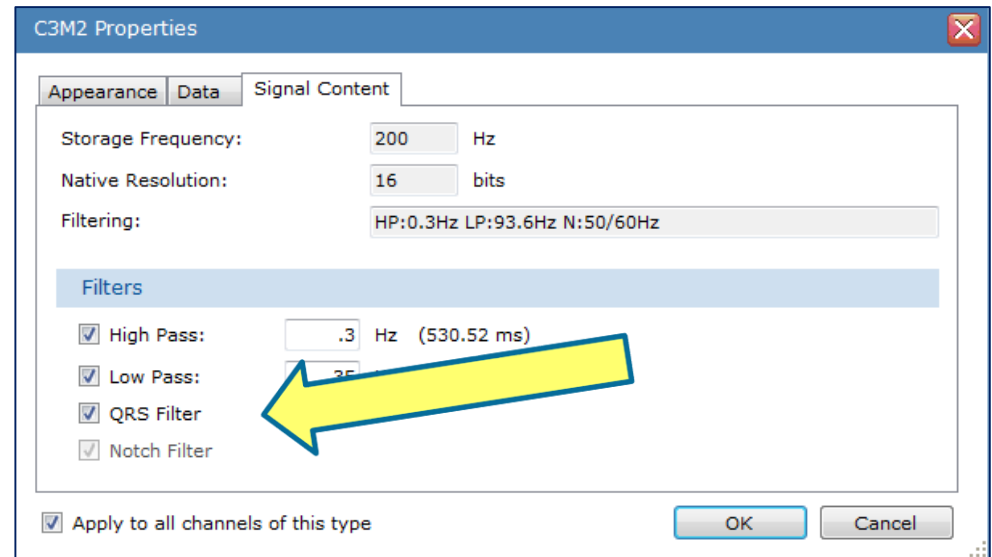 C3M2 Properties
Appearance Data Signal Content
Storage Frequency: 200 Hz
Native Resolution: 16 bits
Filtering: HP:0.3Hz LP:93.6Hz N:50/60Hz
Filters
High Pass: .3 Hz (530.52 ms)
Low Pass: 35
QRS Filter
Notch Filter
Apply to all channels of this type OK Cancel